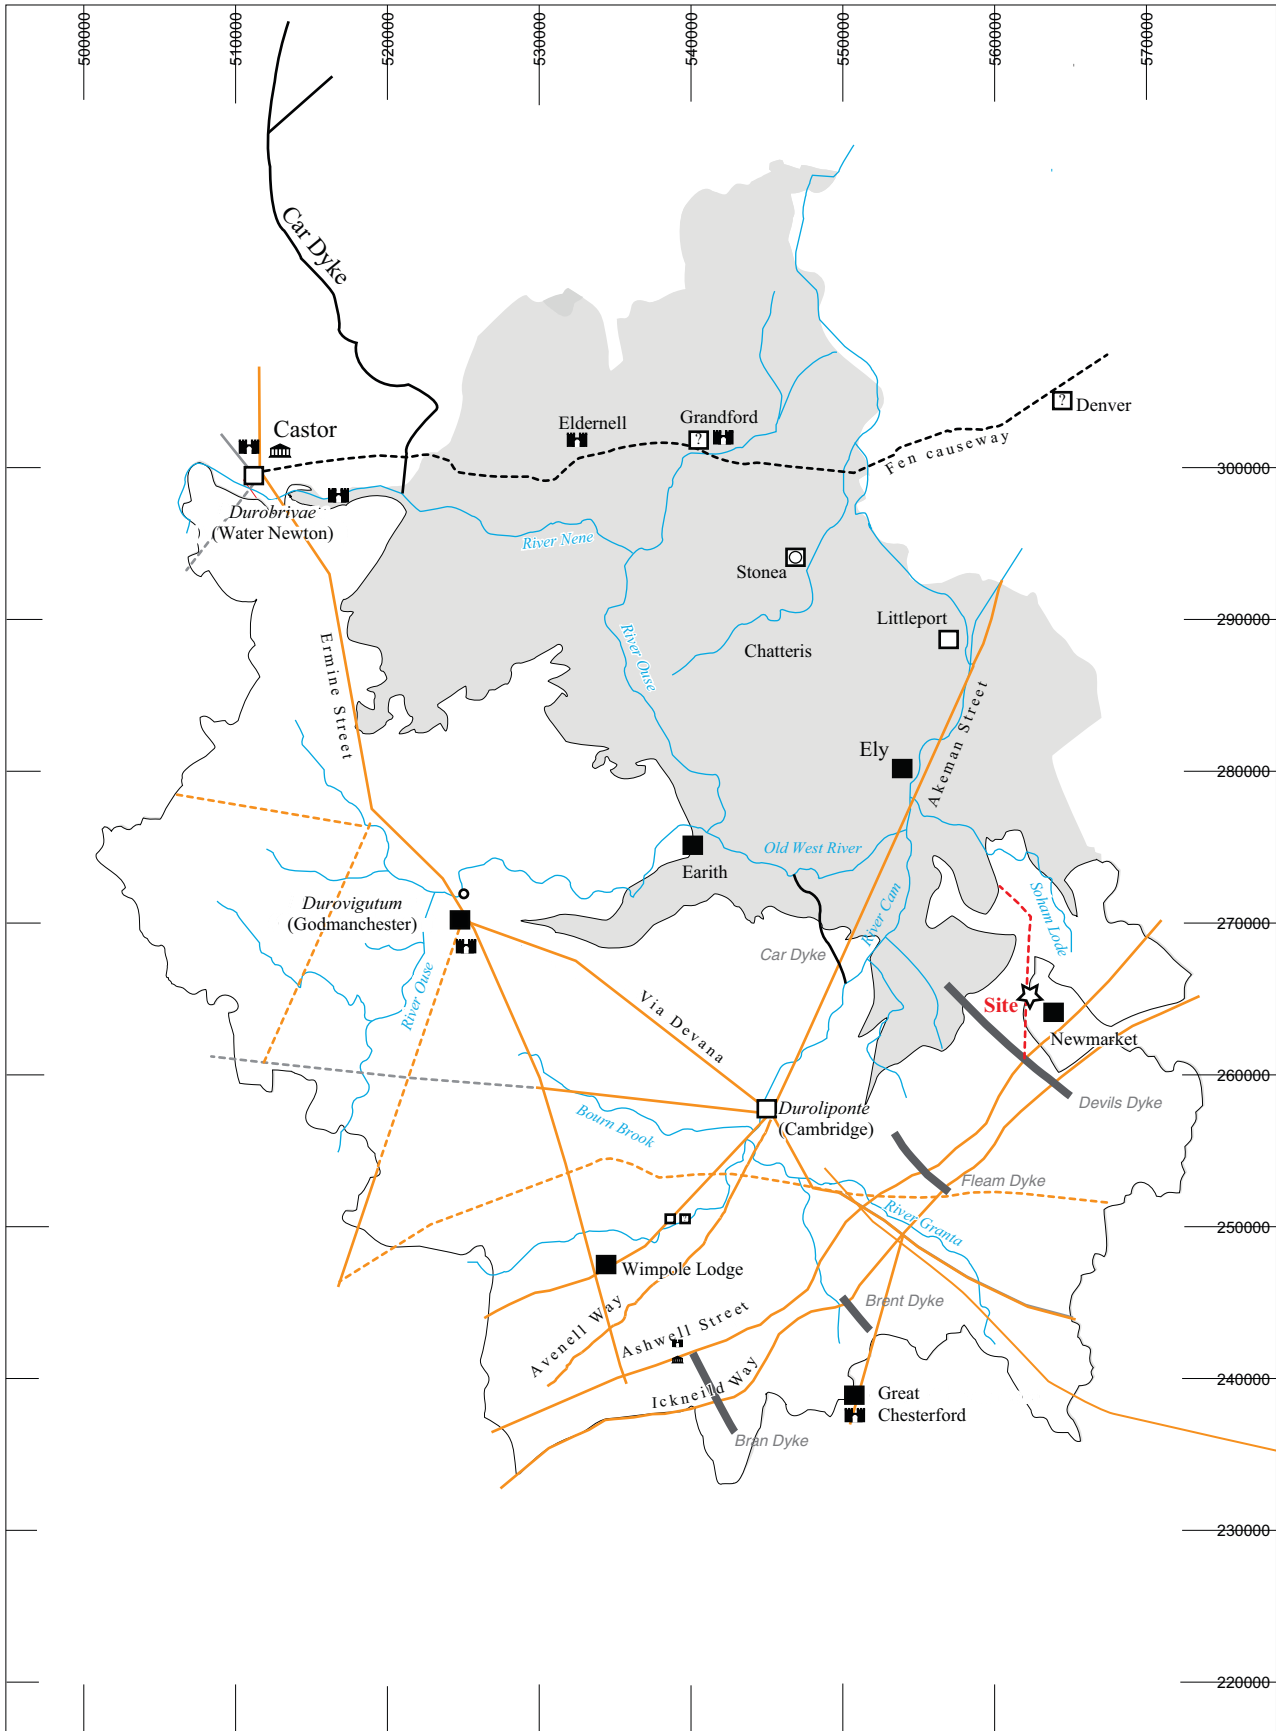 500000
510000
520000
530000
540000
550000
560000
570000
Car Dyke
Castor
Eldernell
Grandford
?
?
Denver
Fen causeway
300000
Durobrivae
(Water Newton)
River Nene
Stonea
Littleport
290000
Ermine Street
River Ouse
Chatteris
Akeman Street
Ely
280000
Old West River
Earith
River Cam
Soham Lode
Durovigutum
(Godmanchester)
270000
Car Dyke
River Ouse
Via Devana
Site
Newmarket
260000
Devils Dyke
Duroliponte
(Cambridge)
Bourn Brook
Fleam Dyke
River Granta
250000
Wimpole Lodge
Avenell Way
Ashwell Street
Brent Dyke
Ickneild Way
240000
Great
Chesterford
Bran Dyke
230000
220000